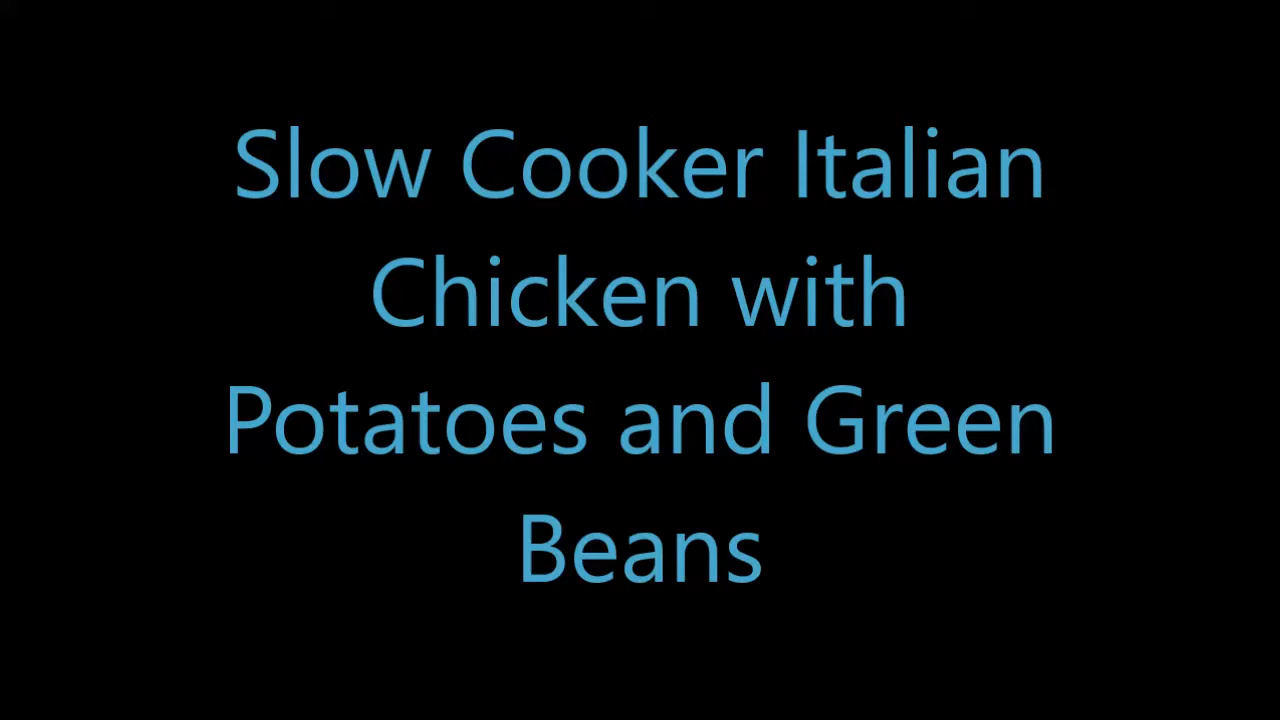 Slow Cooker Italian
Chicken with
Potatoes and Green
Beans